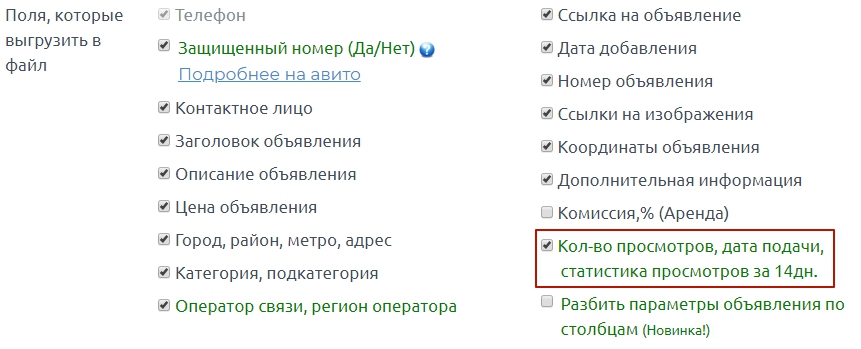 Поля, которые
выгрузить в
файл
Телефон
Защищенный номер (Да/Нет) ?
Подробнее на авито
Контактное лицо
Заголовок объявления
Описание объявления
Цена объявления
Город, район, метро, адрес
Категория, подкатегория
Оператор связи, регион оператора
Ссылка на объявление
Дата добавления
Номер объявления
Ссылки на изображения
Координаты объявления
Дополнительная информация
Комиссия,% (Аренда)
Кол-во просмотров, дата подачи,
статистика просмотров за 14дн.
Разбить параметры объявления по
столбцам (Новинка!)